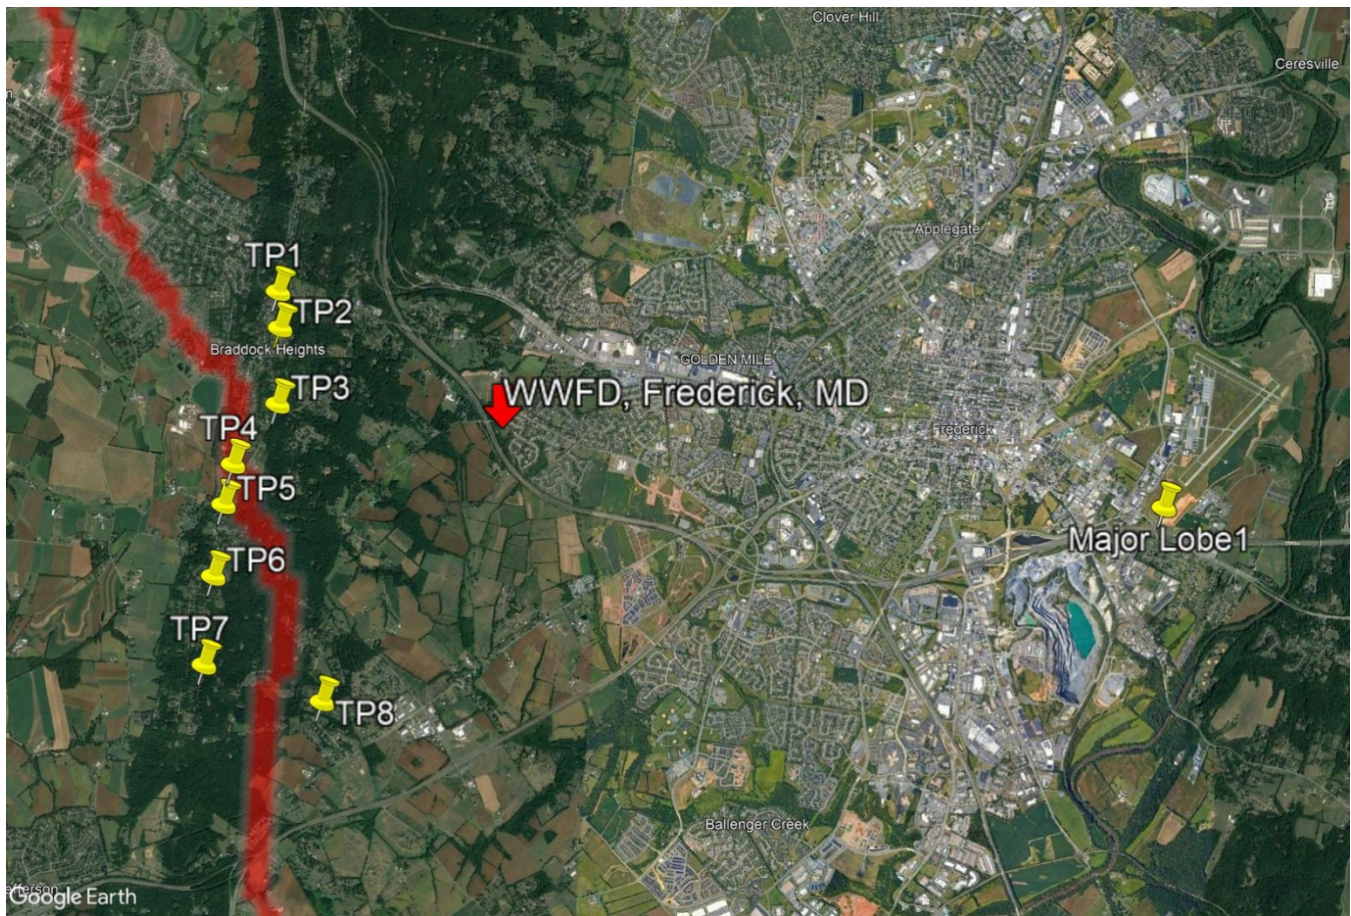 Clover Hill
Ceresville
Applegate
TP1
TP2
Braddock Heights
GOLDEN MILE
TP3
WWFD, Frederick, MD
TP4
Frederick
TP5
Major Lobe1
TP6
TP7
TP8
Ballenger Creek
Google Earth